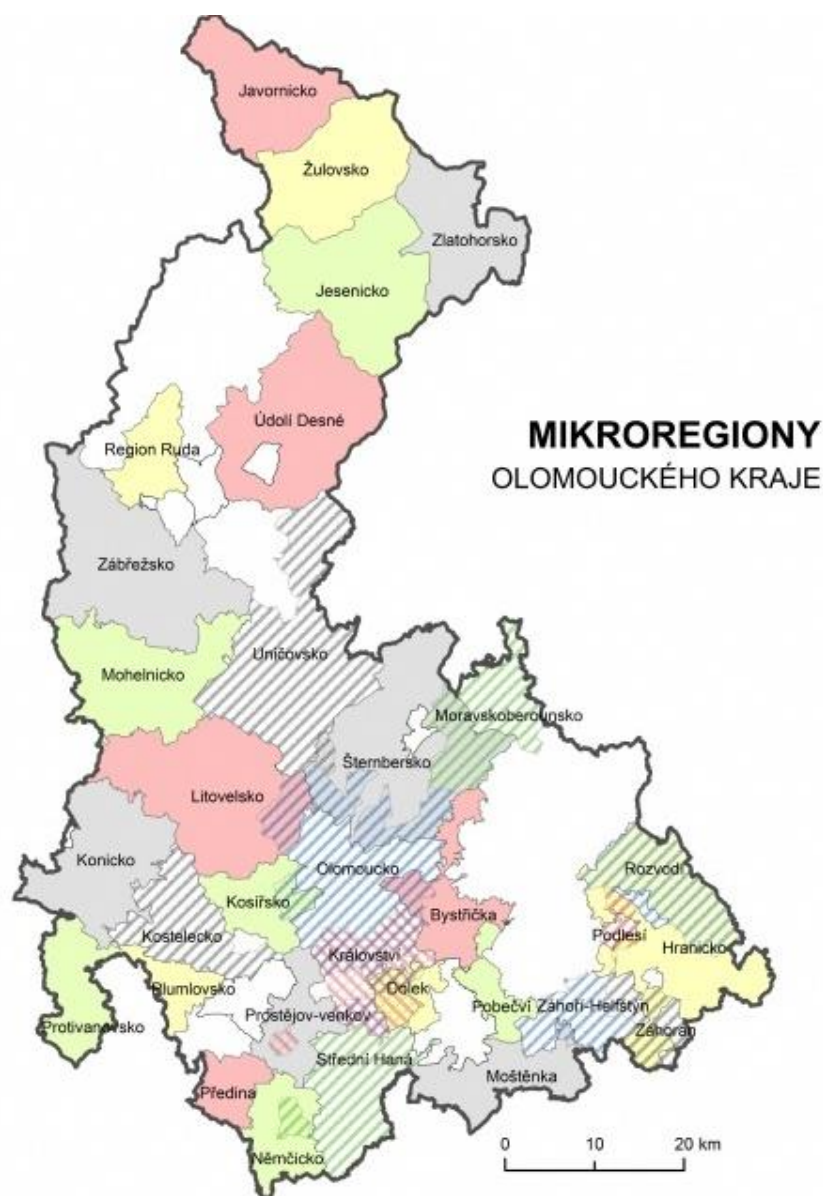 Javornicko
Žulovsko
Zlatohorsko
Jesenicko
Údolí Desné
MIKROREGIONY
OLOMOUCKÉHO KRAJE
Region Ruda
Zábřežsko
Uničovsko
Mohelnicko
Moravskoberounsko
Šternbersko
Litovelsko
Konicko
Olomoucko
Rozvodí
Kosířsko
Bystřička
Kostelecko
Podlesí
Hranicko
Království
Dolek
Plumlovsko
Pobečví
Záhoří-Helfštýn
Prostějov-venkov
Protivanovsko
Záhoran
Střední Haná
Moštěnka
Předina
Němčicko
0 10 20 km